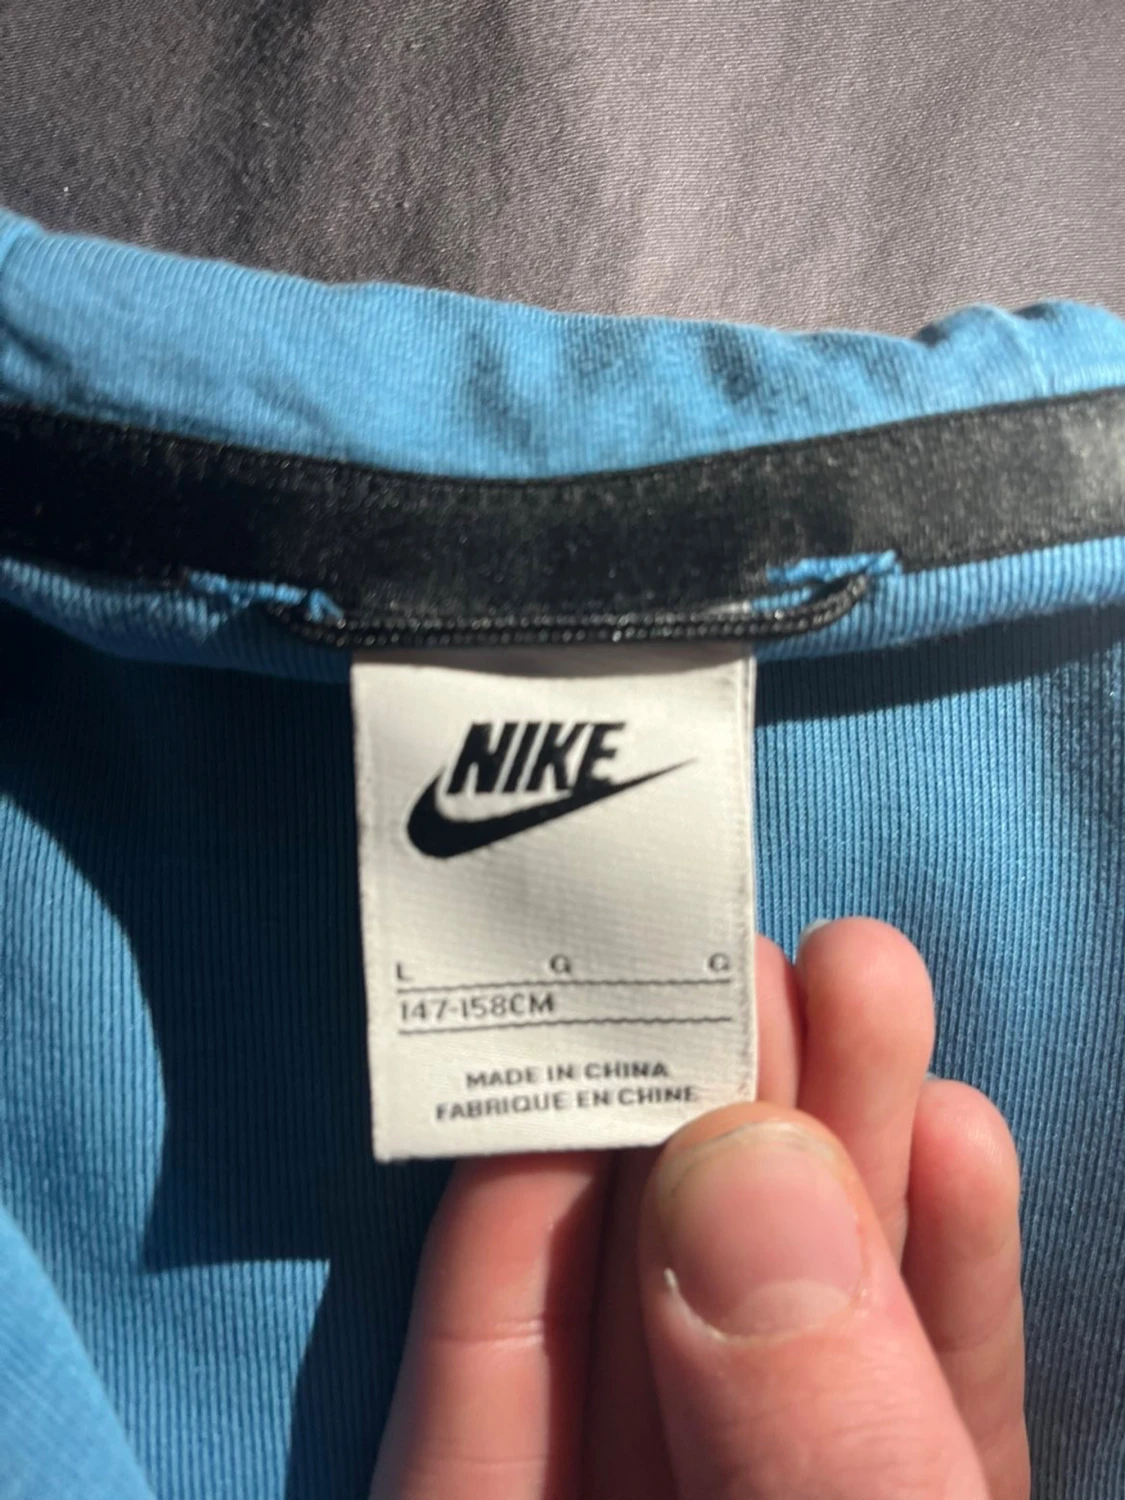 NIKE
L G G
147-158CM
MADE IN CHINA
FABRIQUE EN CHINE